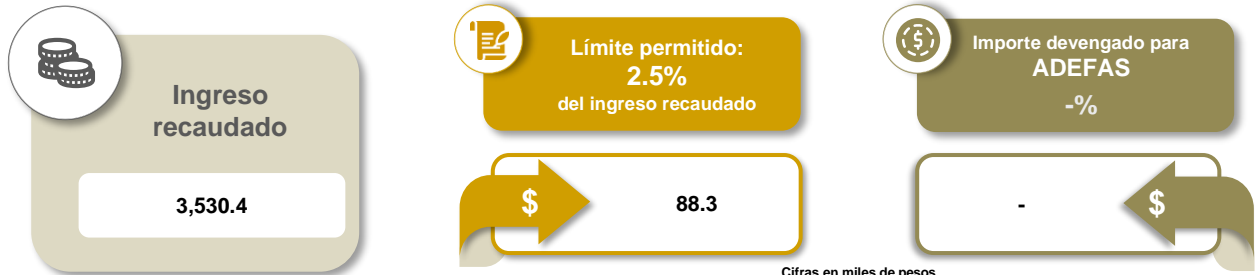 Ingreso
recaudado
3,530.4
Límite permitido:
2.5%
del ingreso recaudado
$
88.3
Importe devengado para
ADEFAS
-%
-
$
Cifras en miles de pesos